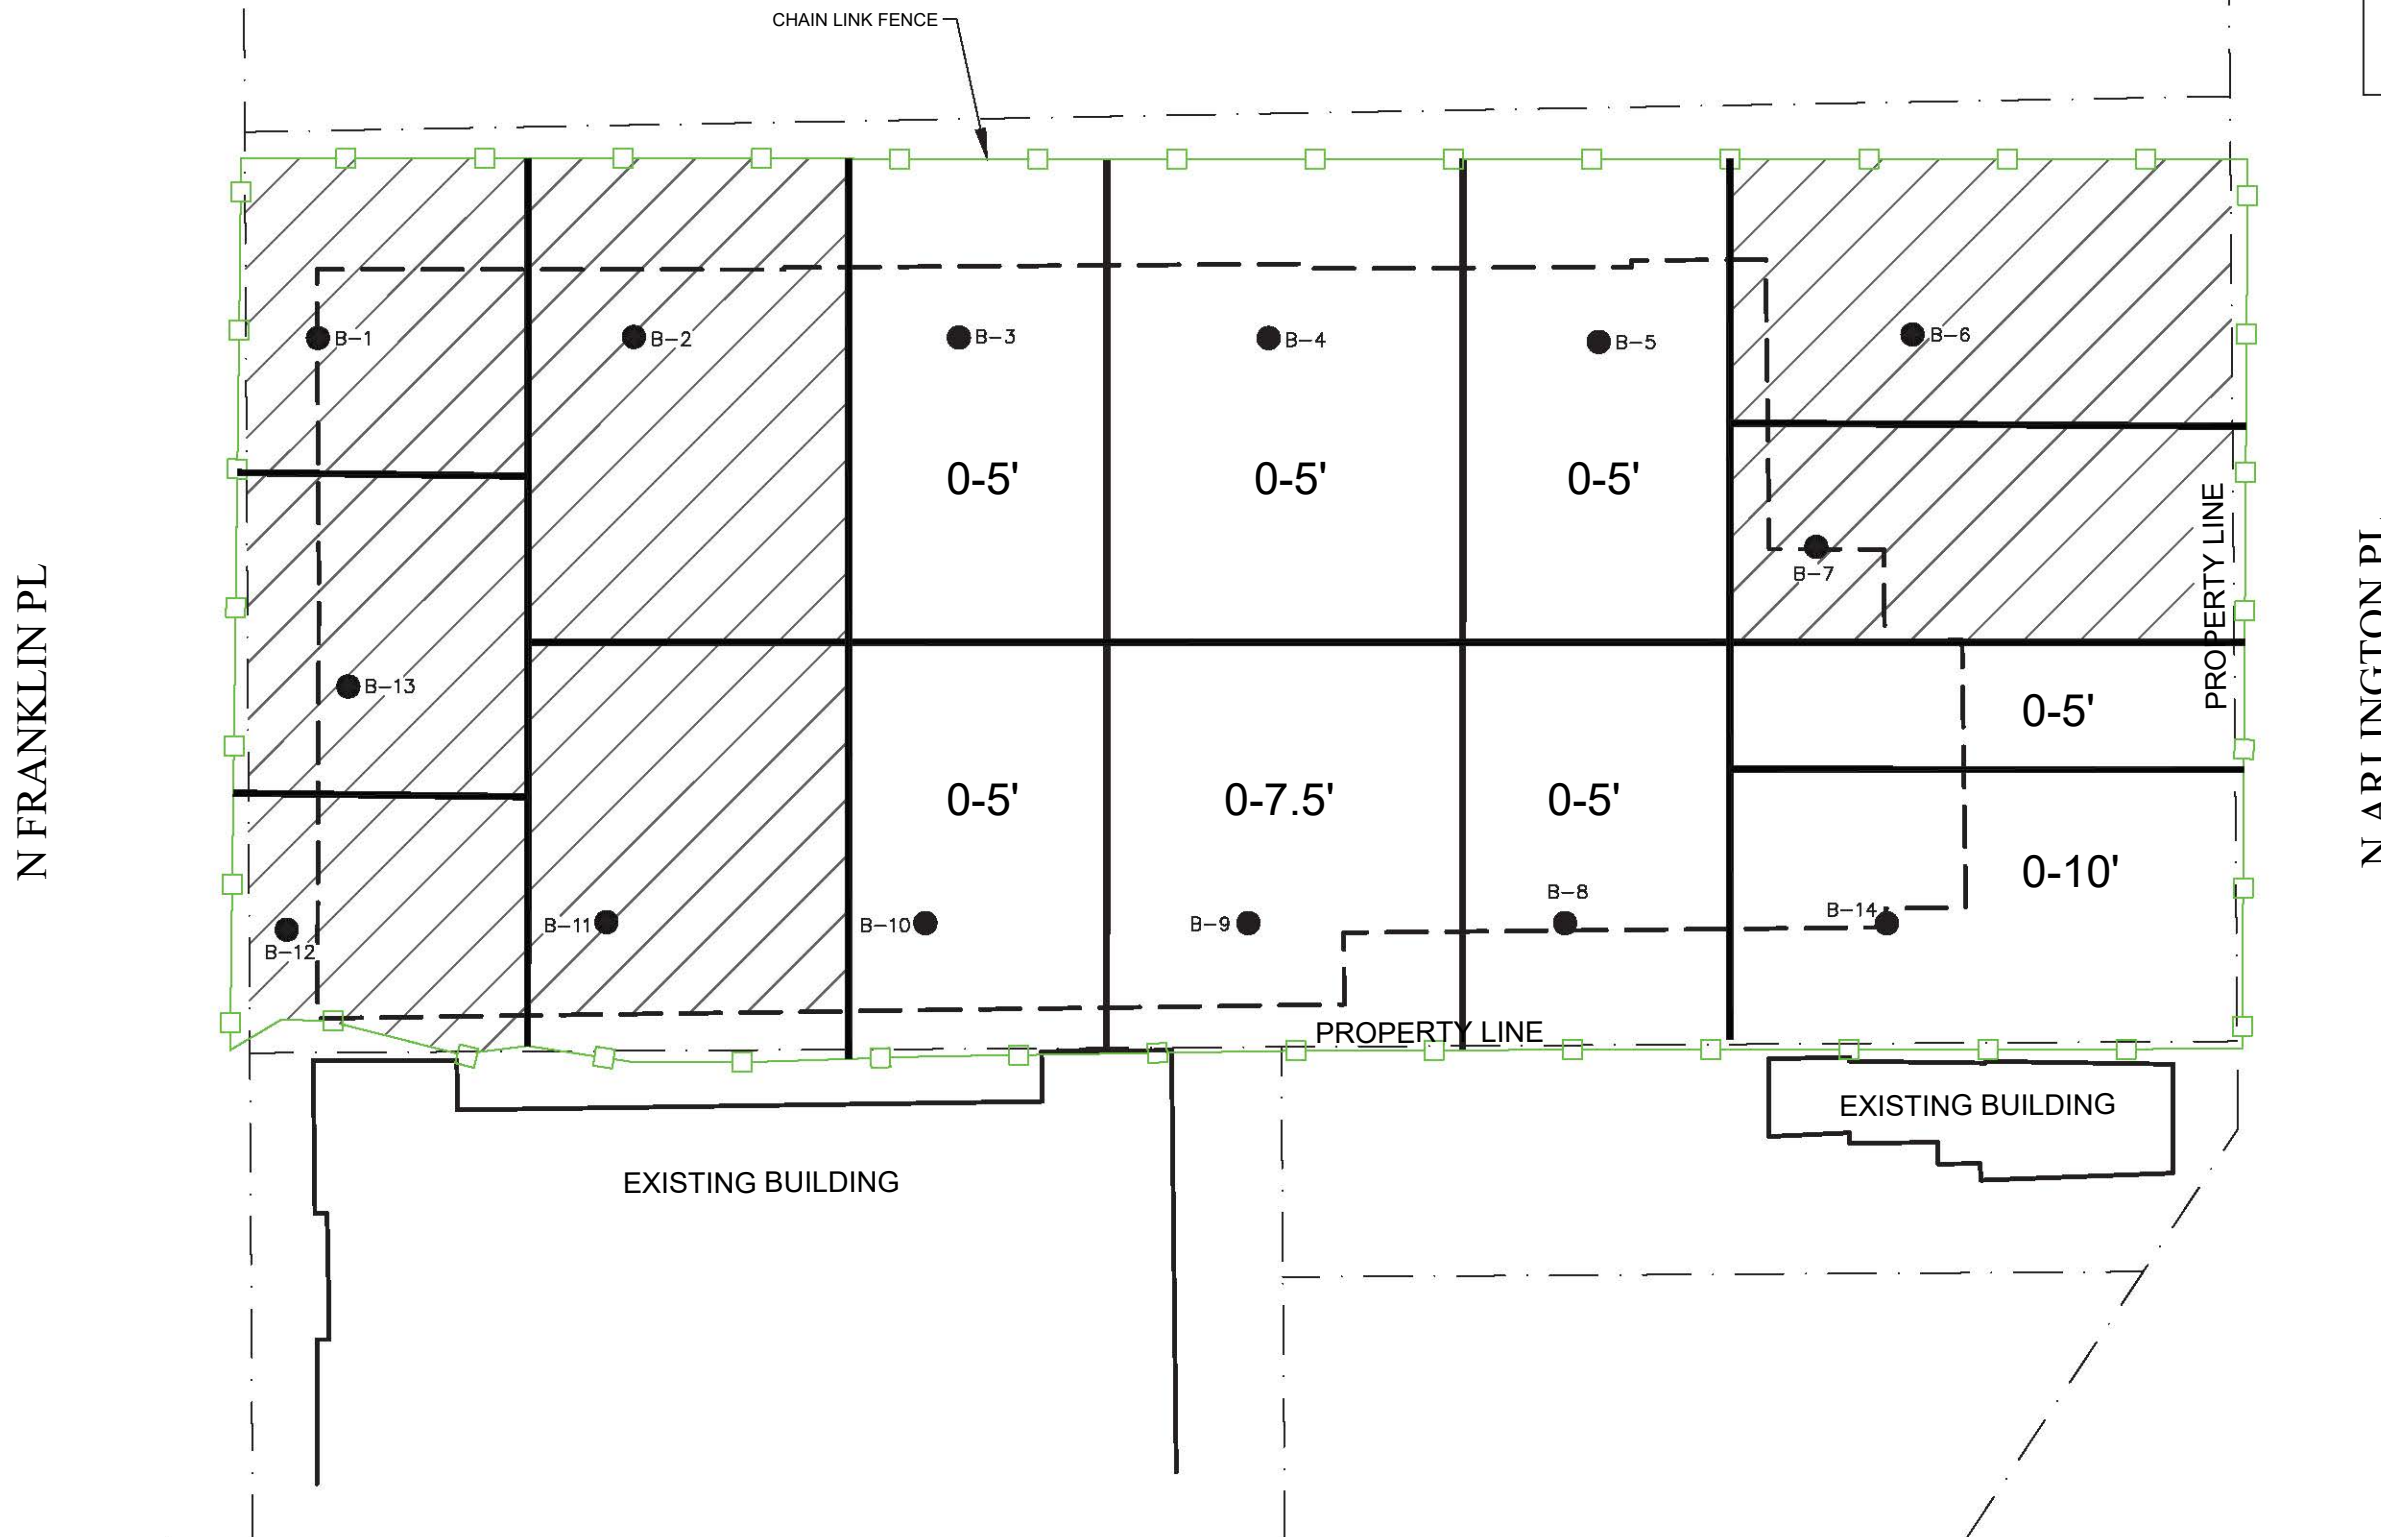 CHAIN LINK FENCE
B-1
B-2
B-3
B-4
B-5
B-6
0-5'
0-5'
0-5'
B-7
PROPERTY LINE
N FRANKLIN PL
N ARLINGTON PL
B-13
0-5'
0-5'
0-7.5'
0-5'
0-10'
B-12
B-11
B-10
B-9
B-8
B-14
PROPERTY LINE
EXISTING BUILDING
EXISTING BUILDING